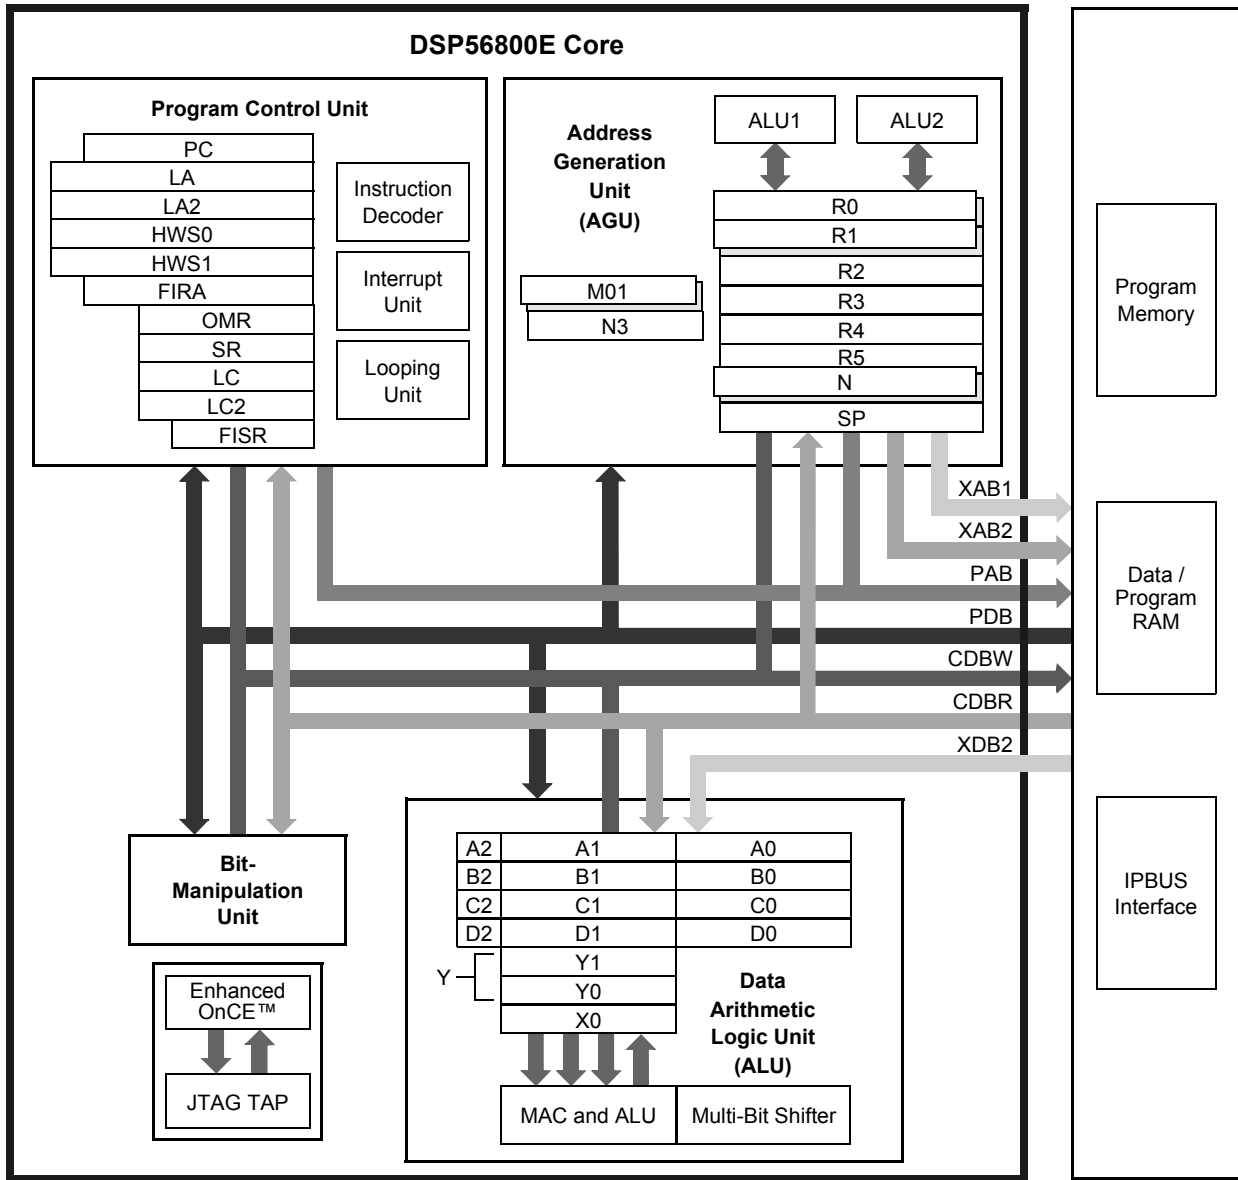 DSP56800E Core
Program Control Unit
PC
LA
LA2
HWS0
HWS1
FIRA
OMR
SR
LC
LC2
FISR
Instruction
Decoder
Interrupt
Unit
Looping
Unit
Address
Generation
Unit
(AGU)
ALU1
ALU2
R0
R1
R2
R3
R4
R5
N
SP
M01
N3
XAB1
XAB2
PAB
PDB
CDBW
CDBR
XDB2
Program
Memory
Data /
Program
RAM
IPBUS
Interface
Bit-
Manipulation
Unit
Enhanced
OnCE™
JTAG TAP
A2 A1 A0
B2 B1 B0
C2 C1 C0
D2 D1 D0
Y
Y1
Y0
X0
Data
Arithmetic
Logic Unit
(ALU)
MAC and ALU
Multi-Bit Shifter